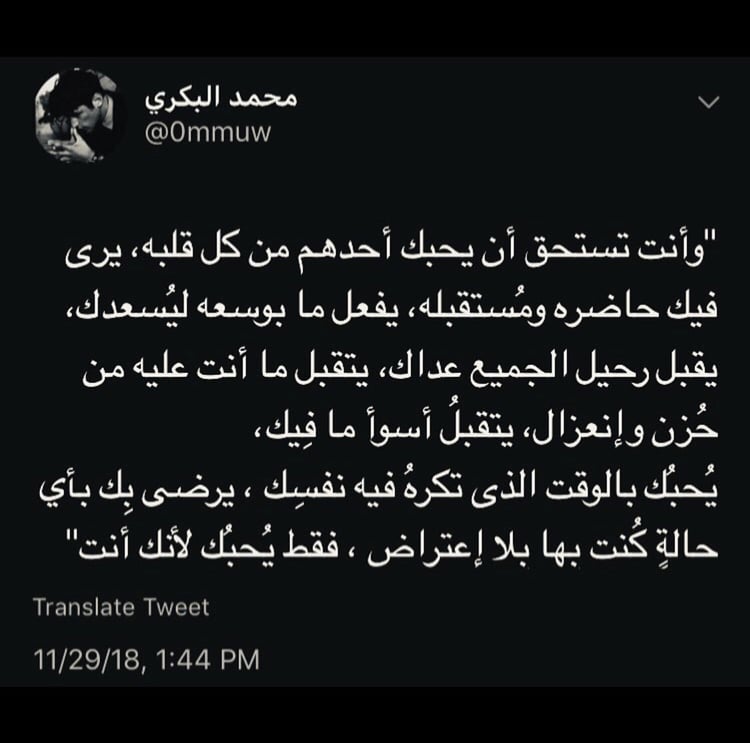 محمد البكري
@0mmuw
"وأنت تستحق أن يحبك أحدهم من كل قلبه، يرى
فيك حاضره ومُستقبله، يفعل ما بوسعه ليُسعدك،
يقبل رحيل الجميع عداك، يتقبل ما أنت عليه من
حُزن وإنعزال، يتقبلُ أسوأ ما فِيك،
يُحبُك بالوقت الذى تكرهُ فيه نفسِك ، يرضى بِك بأي
حالةٍ كُنت بها بلا إعتراض ، فقط يُحبُك لأنك أنت"
Translate Tweet
11/29/18, 1:44 PM